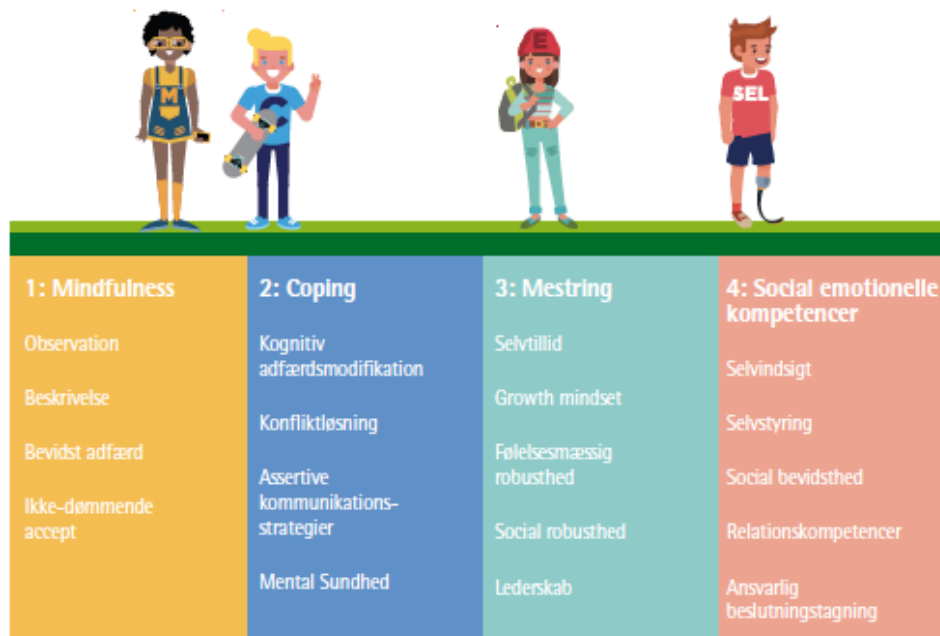 M
C
E
SEL
1: Mindfulness
Observation
Beskrivelse
Bevidst adfærd
Ikke-dømmende
accept
2: Coping
Kognitiv
adfærdsmodifikation
Konfliktløsning
Assertive
kommunikations-
strategier
Mental Sundhed
3: Mestring
Selvtillid
Growth mindset
Følelsesmæssig
robusthed
Social robusthed
Lederskab
4: Social emotionelle
kompetencer
Selvindsigt
Selvstyring
Social bevidsthed
Relationskompetencer
Ansvarlig
beslutningstagning